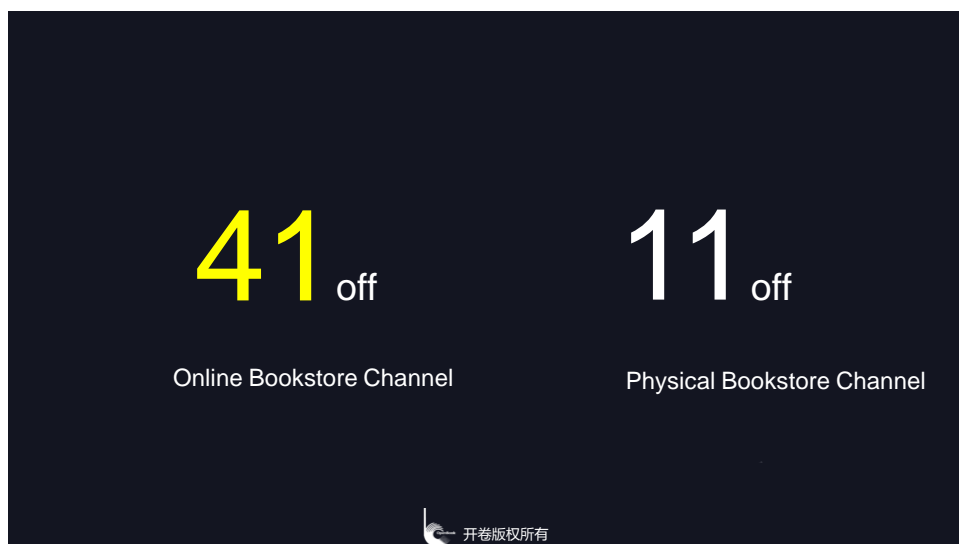 41 off
11 off
Online Bookstore Channel
Physical Bookstore Channel
开卷版权所有